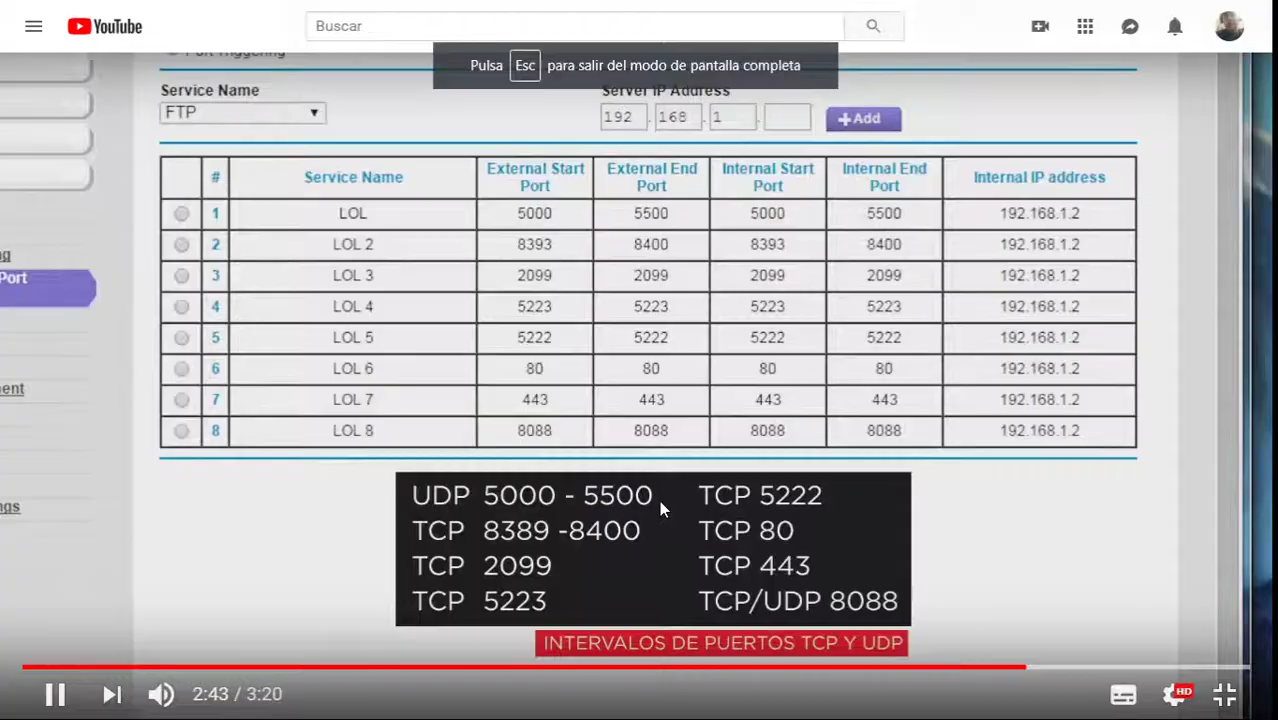 YouTube
Buscar
Port Triggering
Pulsa Esc para salir del modo de pantalla completa
Service Name
Server IP Address
FTP
192 . 168 . 1 .
+ Add
# Service Name External Start Port External End Port Internal Start Port Internal End Port Internal IP address
1 LOL 5000 5500 5000 5500 192.168.1.2
2 LOL 2 8393 8400 8393 8400 192.168.1.2
3 LOL 3 2099 2099 2099 2099 192.168.1.2
4 LOL 4 5223 5223 5223 5223 192.168.1.2
5 LOL 5 5222 5222 5222 5222 192.168.1.2
6 LOL 6 80 80 80 80 192.168.1.2
7 LOL 7 443 443 443 443 192.168.1.2
8 LOL 8 8088 8088 8088 8088 192.168.1.2
Port
UDP 5000 - 5500 TCP 5222
TCP 8389 -8400 TCP 80
TCP 2099 TCP 443
TCP 5223 TCP/UDP 8088
INTERVALOS DE PUERTOS TCP Y UDP
2:43 / 3:20
HD